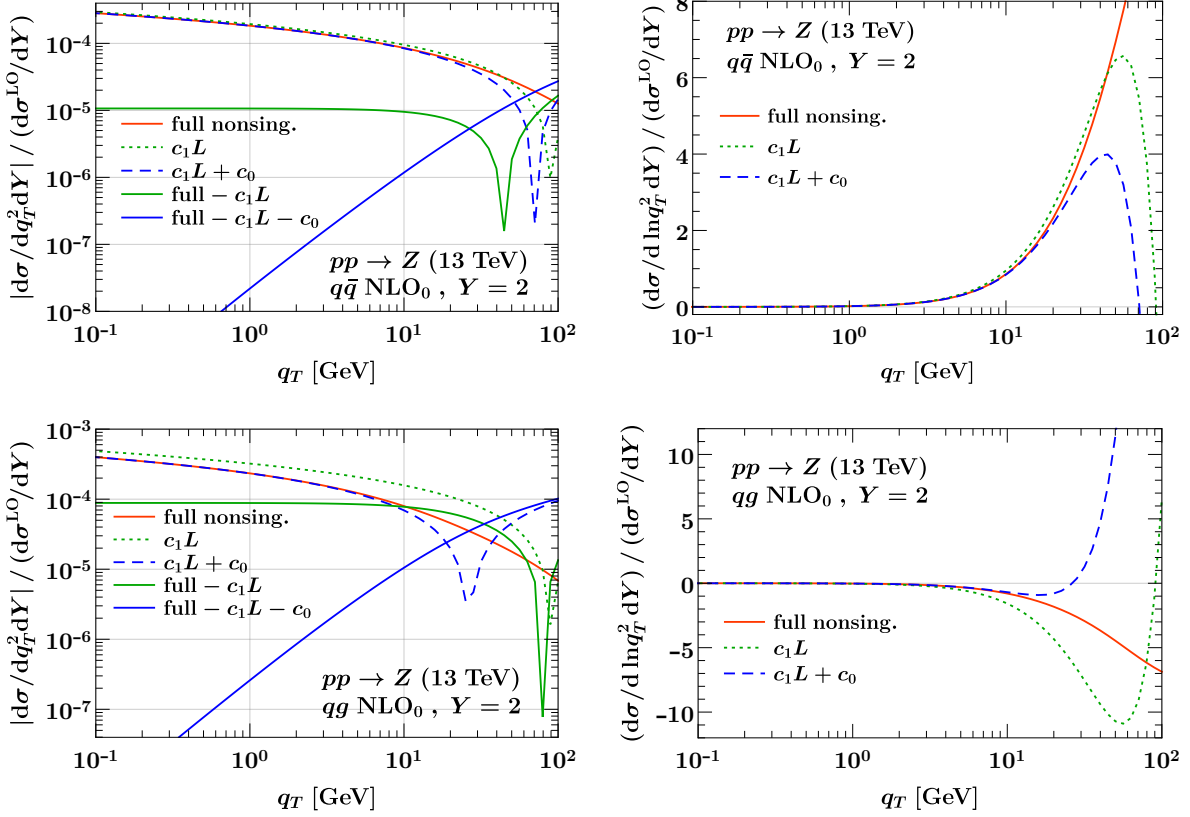 |dσ/dq_T^2 dY| / (dσ^LO/dY)
10^-4
10^-5
10^-6
10^-7
10^-8
full nonsing.
c_1L
c_1L + c_0
full − c_1L
full − c_1L − c_0
pp → Z (13 TeV)
qq̄ NLO_0 , Y = 2
10^-1 10^0 10^1 10^2
q_T [GeV]
(dσ/d lnq_T^2 dY) / (dσ^LO/dY)
8
6
4
2
0
pp → Z (13 TeV)
qq̄ NLO_0 , Y = 2
full nonsing.
c_1L
c_1L + c_0
10^-1 10^0 10^1 10^2
q_T [GeV]
|dσ/dq_T^2 dY| / (dσ^LO/dY)
10^-3
10^-4
10^-5
10^-6
10^-7
full nonsing.
c_1L
c_1L + c_0
full − c_1L
full − c_1L − c_0
pp → Z (13 TeV)
qg NLO_0 , Y = 2
10^-1 10^0 10^1 10^2
q_T [GeV]
(dσ/d lnq_T^2 dY) / (dσ^LO/dY)
10
5
0
−5
−10
pp → Z (13 TeV)
qg NLO_0 , Y = 2
full nonsing.
c_1L
c_1L + c_0
10^-1 10^0 10^1 10^2
q_T [GeV]